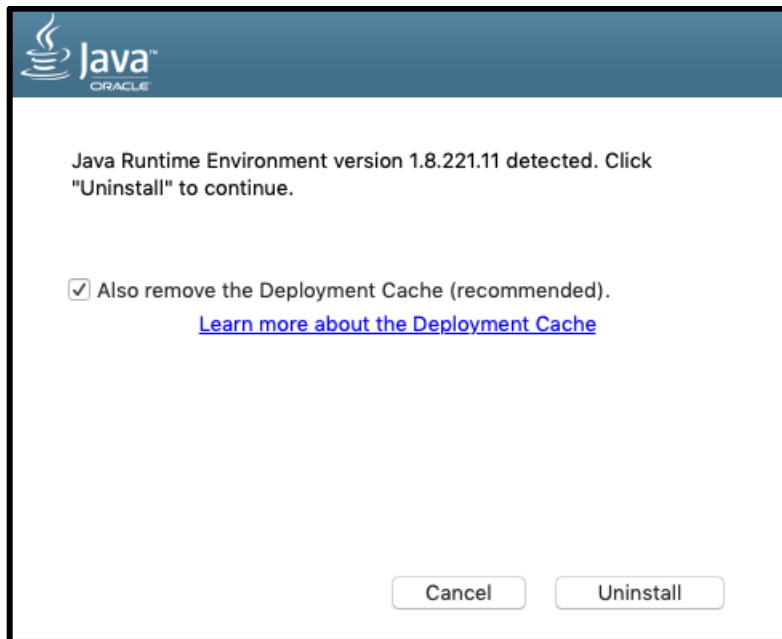 Java™
ORACLE
Java Runtime Environment version 1.8.221.11 detected. Click
"Uninstall" to continue.
Also remove the Deployment Cache (recommended).
Learn more about the Deployment Cache
Cancel Uninstall